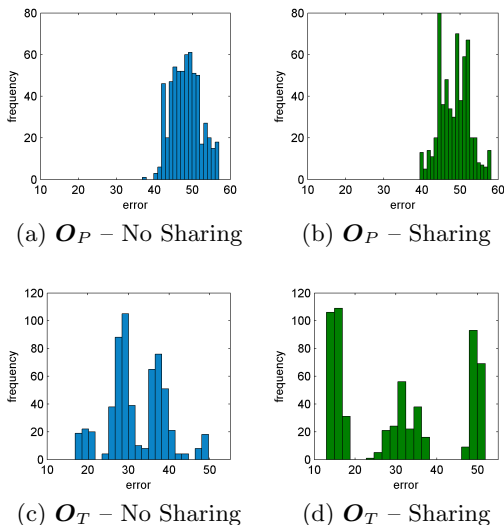 80
60
40
20
0
frequency
10 20 30 40 50 60
error
(a) O_P – No Sharing
80
60
40
20
0
frequency
10 20 30 40 50 60
error
(b) O_P – Sharing
120
100
80
60
40
20
0
frequency
10 20 30 40 50
error
(c) O_T – No Sharing
120
100
80
60
40
20
0
frequency
10 20 30 40 50
error
(d) O_T – Sharing